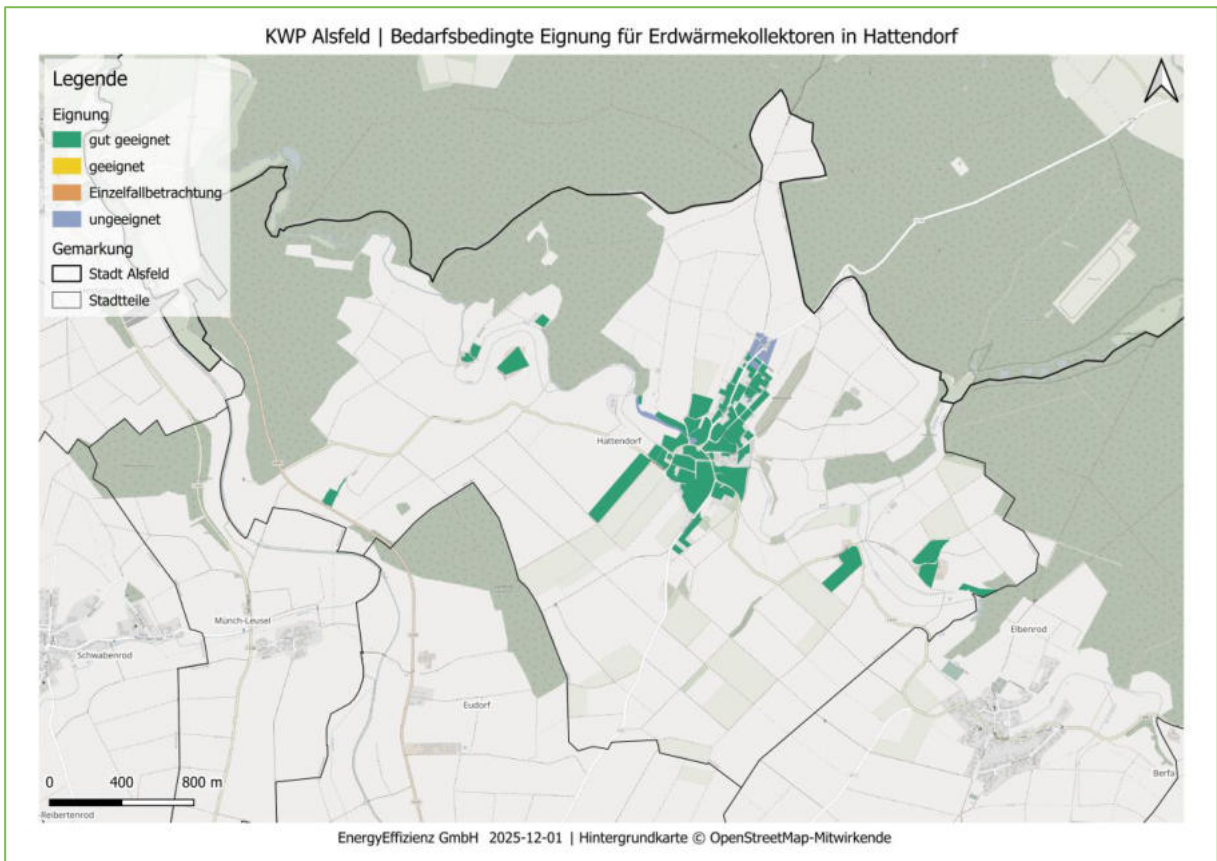 KWP Alsfeld | Bedarfsbedingte Eignung für Erdwärmekollektoren in Hattendorf
Legende
Eignung
gut geeignet
geeignet
Einzelfallbetrachtung
ungeeignet
Gemarkung
Stadt Alsfeld
Stadtteile
Hattendorf
Münch-Leusel
Schwabenrod
Elbenrod
Eudorf
Berfa
0 400 800 m
-Reibertenrod
EnergyEffizienz GmbH 2025-12-01 | Hintergrundkarte © OpenStreetMap-Mitwirkende